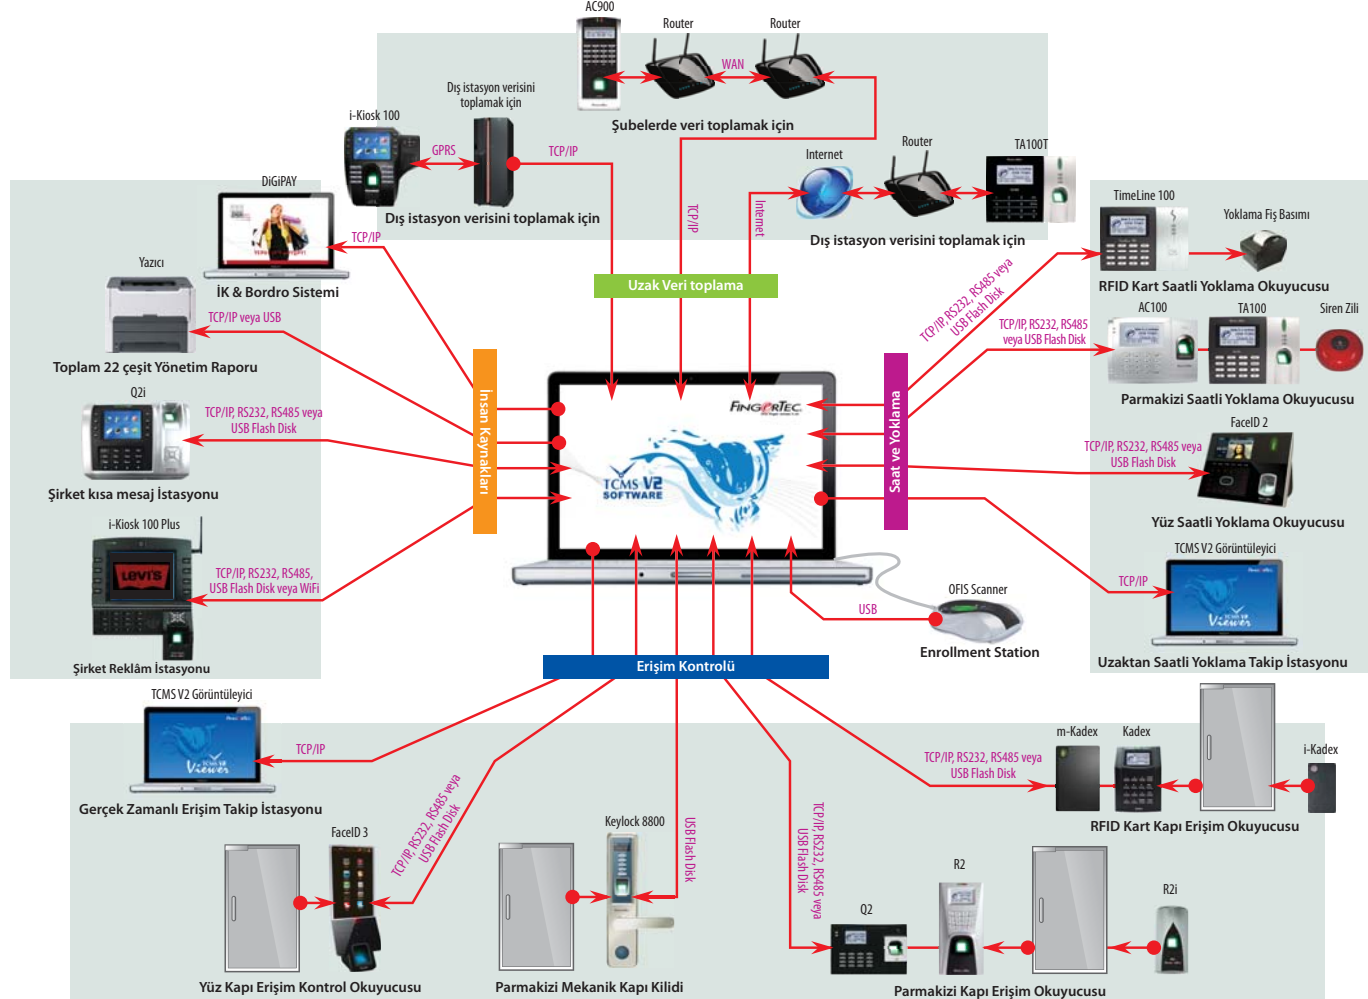 AC900
Router
Router
WAN
Şubelerde veri toplamak için
Dış istasyon verisini
toplamak için
i-Kiosk 100
GPRS
TCP/IP
Dış istasyon verisini toplamak için
Internet
Router
TA100T
Dış istasyon verisini toplamak için
TCP/IP
Internet
Uzak Veri toplama
DiGiPAY
TCP/IP
İK & Bordro Sistemi
Yazıcı
TCP/IP veya USB
Toplam 22 çeşit Yönetim Raporu
Q2i
TCP/IP, RS232, RS485 veya
USB Flash Disk
Şirket kısa mesaj İstasyonu
i-Kiosk 100 Plus
LEVI'S
TCP/IP, RS232, RS485,
USB Flash Disk veya WiFi
Şirket Reklâm İstasyonu
İnsan Kaynakları
FINGERTEC
TCMS V2
SOFTWARE
Saat ve Yoklama
TimeLine 100
Yoklama Fiş Basımı
TCP/IP, RS232, RS485 veya
USB Flash Disk
RFID Kart Saatli Yoklama Okuyucusu
AC100
TA100
Siren Zili
TCP/IP, RS232, RS485
veya USB Flash Disk
Parmakizi Saatli Yoklama Okuyucusu
FaceID 2
TCP/IP, RS232, RS485 veya
USB Flash Disk
Yüz Saatli Yoklama Okuyucusu
TCMS V2 Görüntüleyici
TCP/IP
TCMS V2
Viewer
Uzaktan Saatli Yoklama Takip İstasyonu
OFIS Scanner
USB
Enrollment Station
Erişim Kontrolü
TCMS V2 Görüntüleyici
TCP/IP
TCMS V2
Viewer
Gerçek Zamanlı Erişim Takip İstasyonu
FaceID 3
TCP/IP, RS232, RS485 veya
USB Flash Disk
Yüz Kapı Erişim Kontrol Okuyucusu
Keylock 8800
USB Flash Disk
Parmakizi Mekanik Kapı Kilidi
TCP/IP, RS232, RS485 veya
USB Flash Disk
Q2
R2
R2i
Parmakizi Kapı Erişim Okuyucusu
TCP/IP, RS232, RS485 veya
USB Flash Disk
m-Kadex
Kadex
i-Kadex
RFID Kart Kapı Erişim Okuyucusu